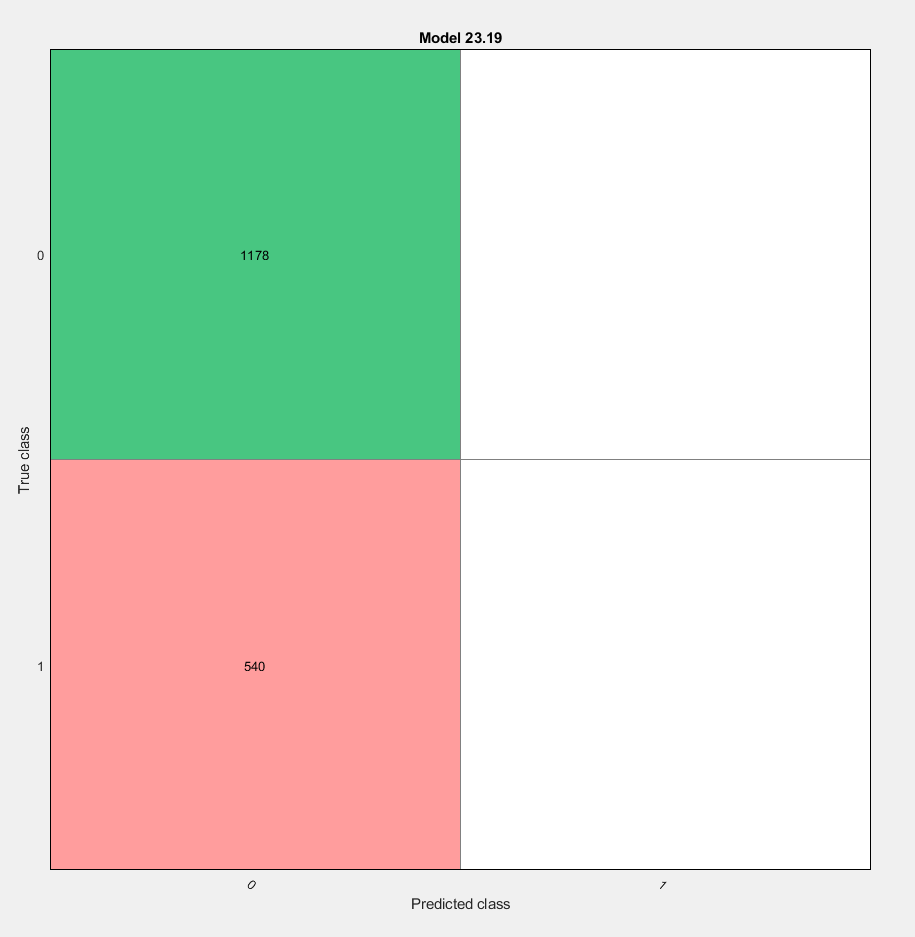 Model 23.19
0
1178
True class
1
540
0
1
Predicted class